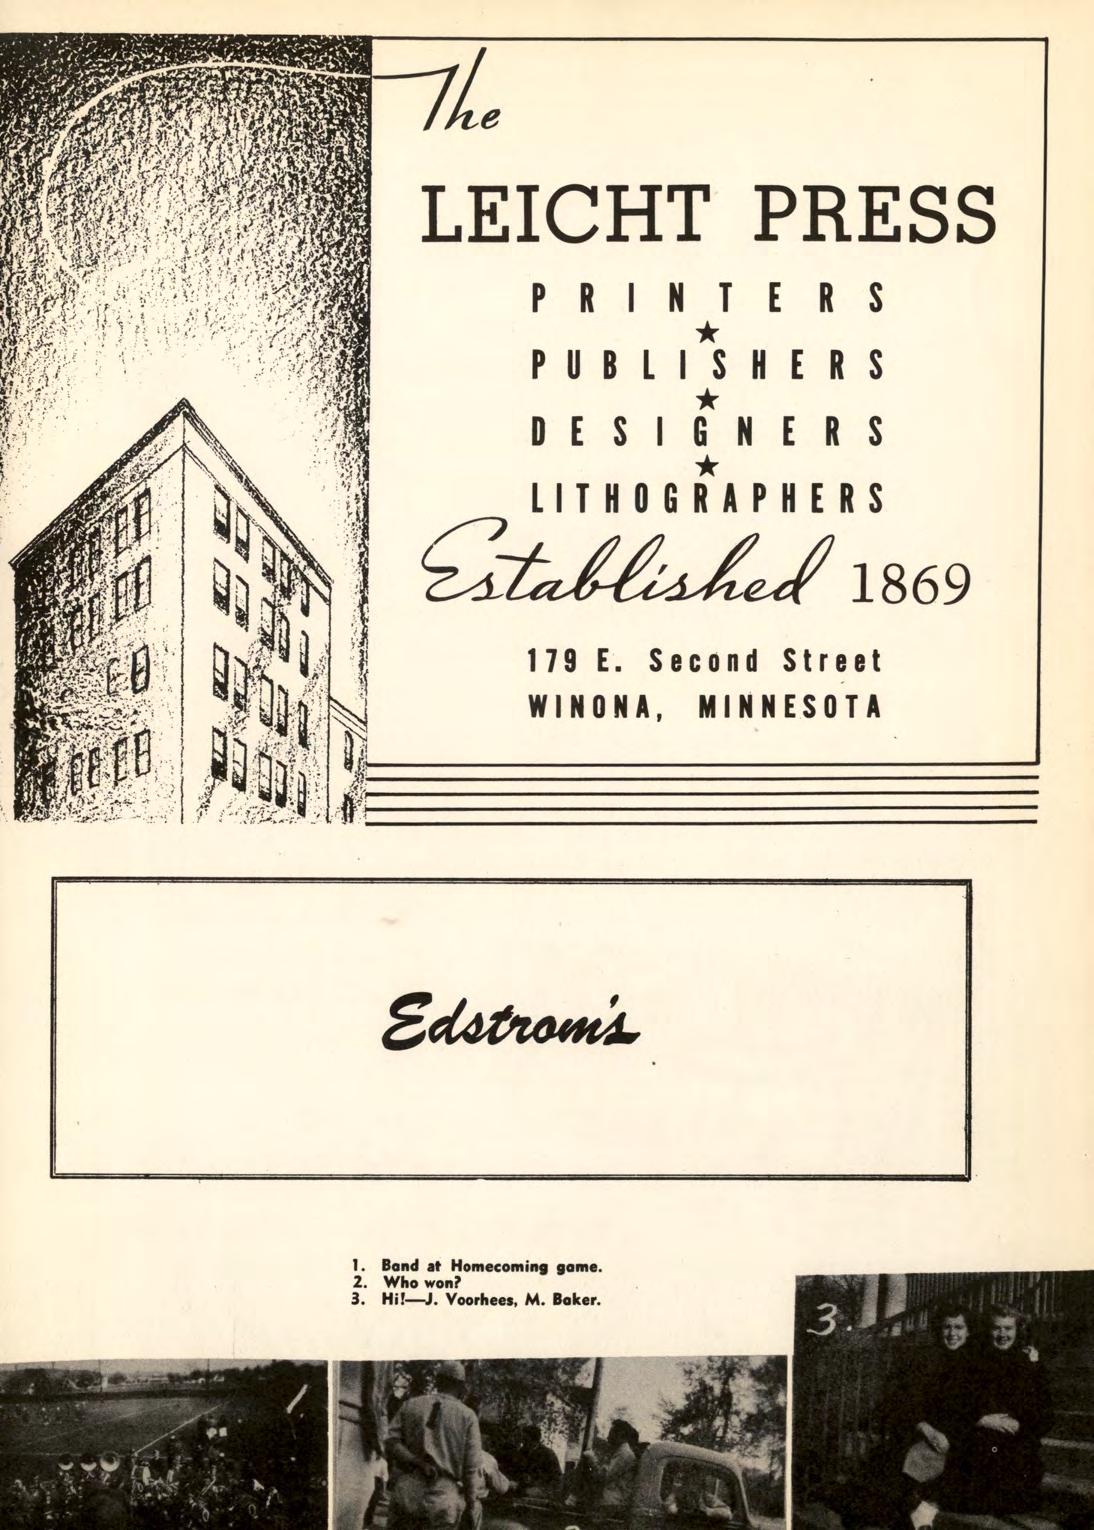 The
LEICHT PRESS
PRINTERS
★
PUBLISHERS
★
DESIGNERS
★
LITHOGRAPHERS
Established 1869
179 E. Second Street
WINONA, MINNESOTA
Edstrom's
1. Band at Homecoming game.
2. Who won?
3. Hi!—J. Voorhees, M. Baker.
3.